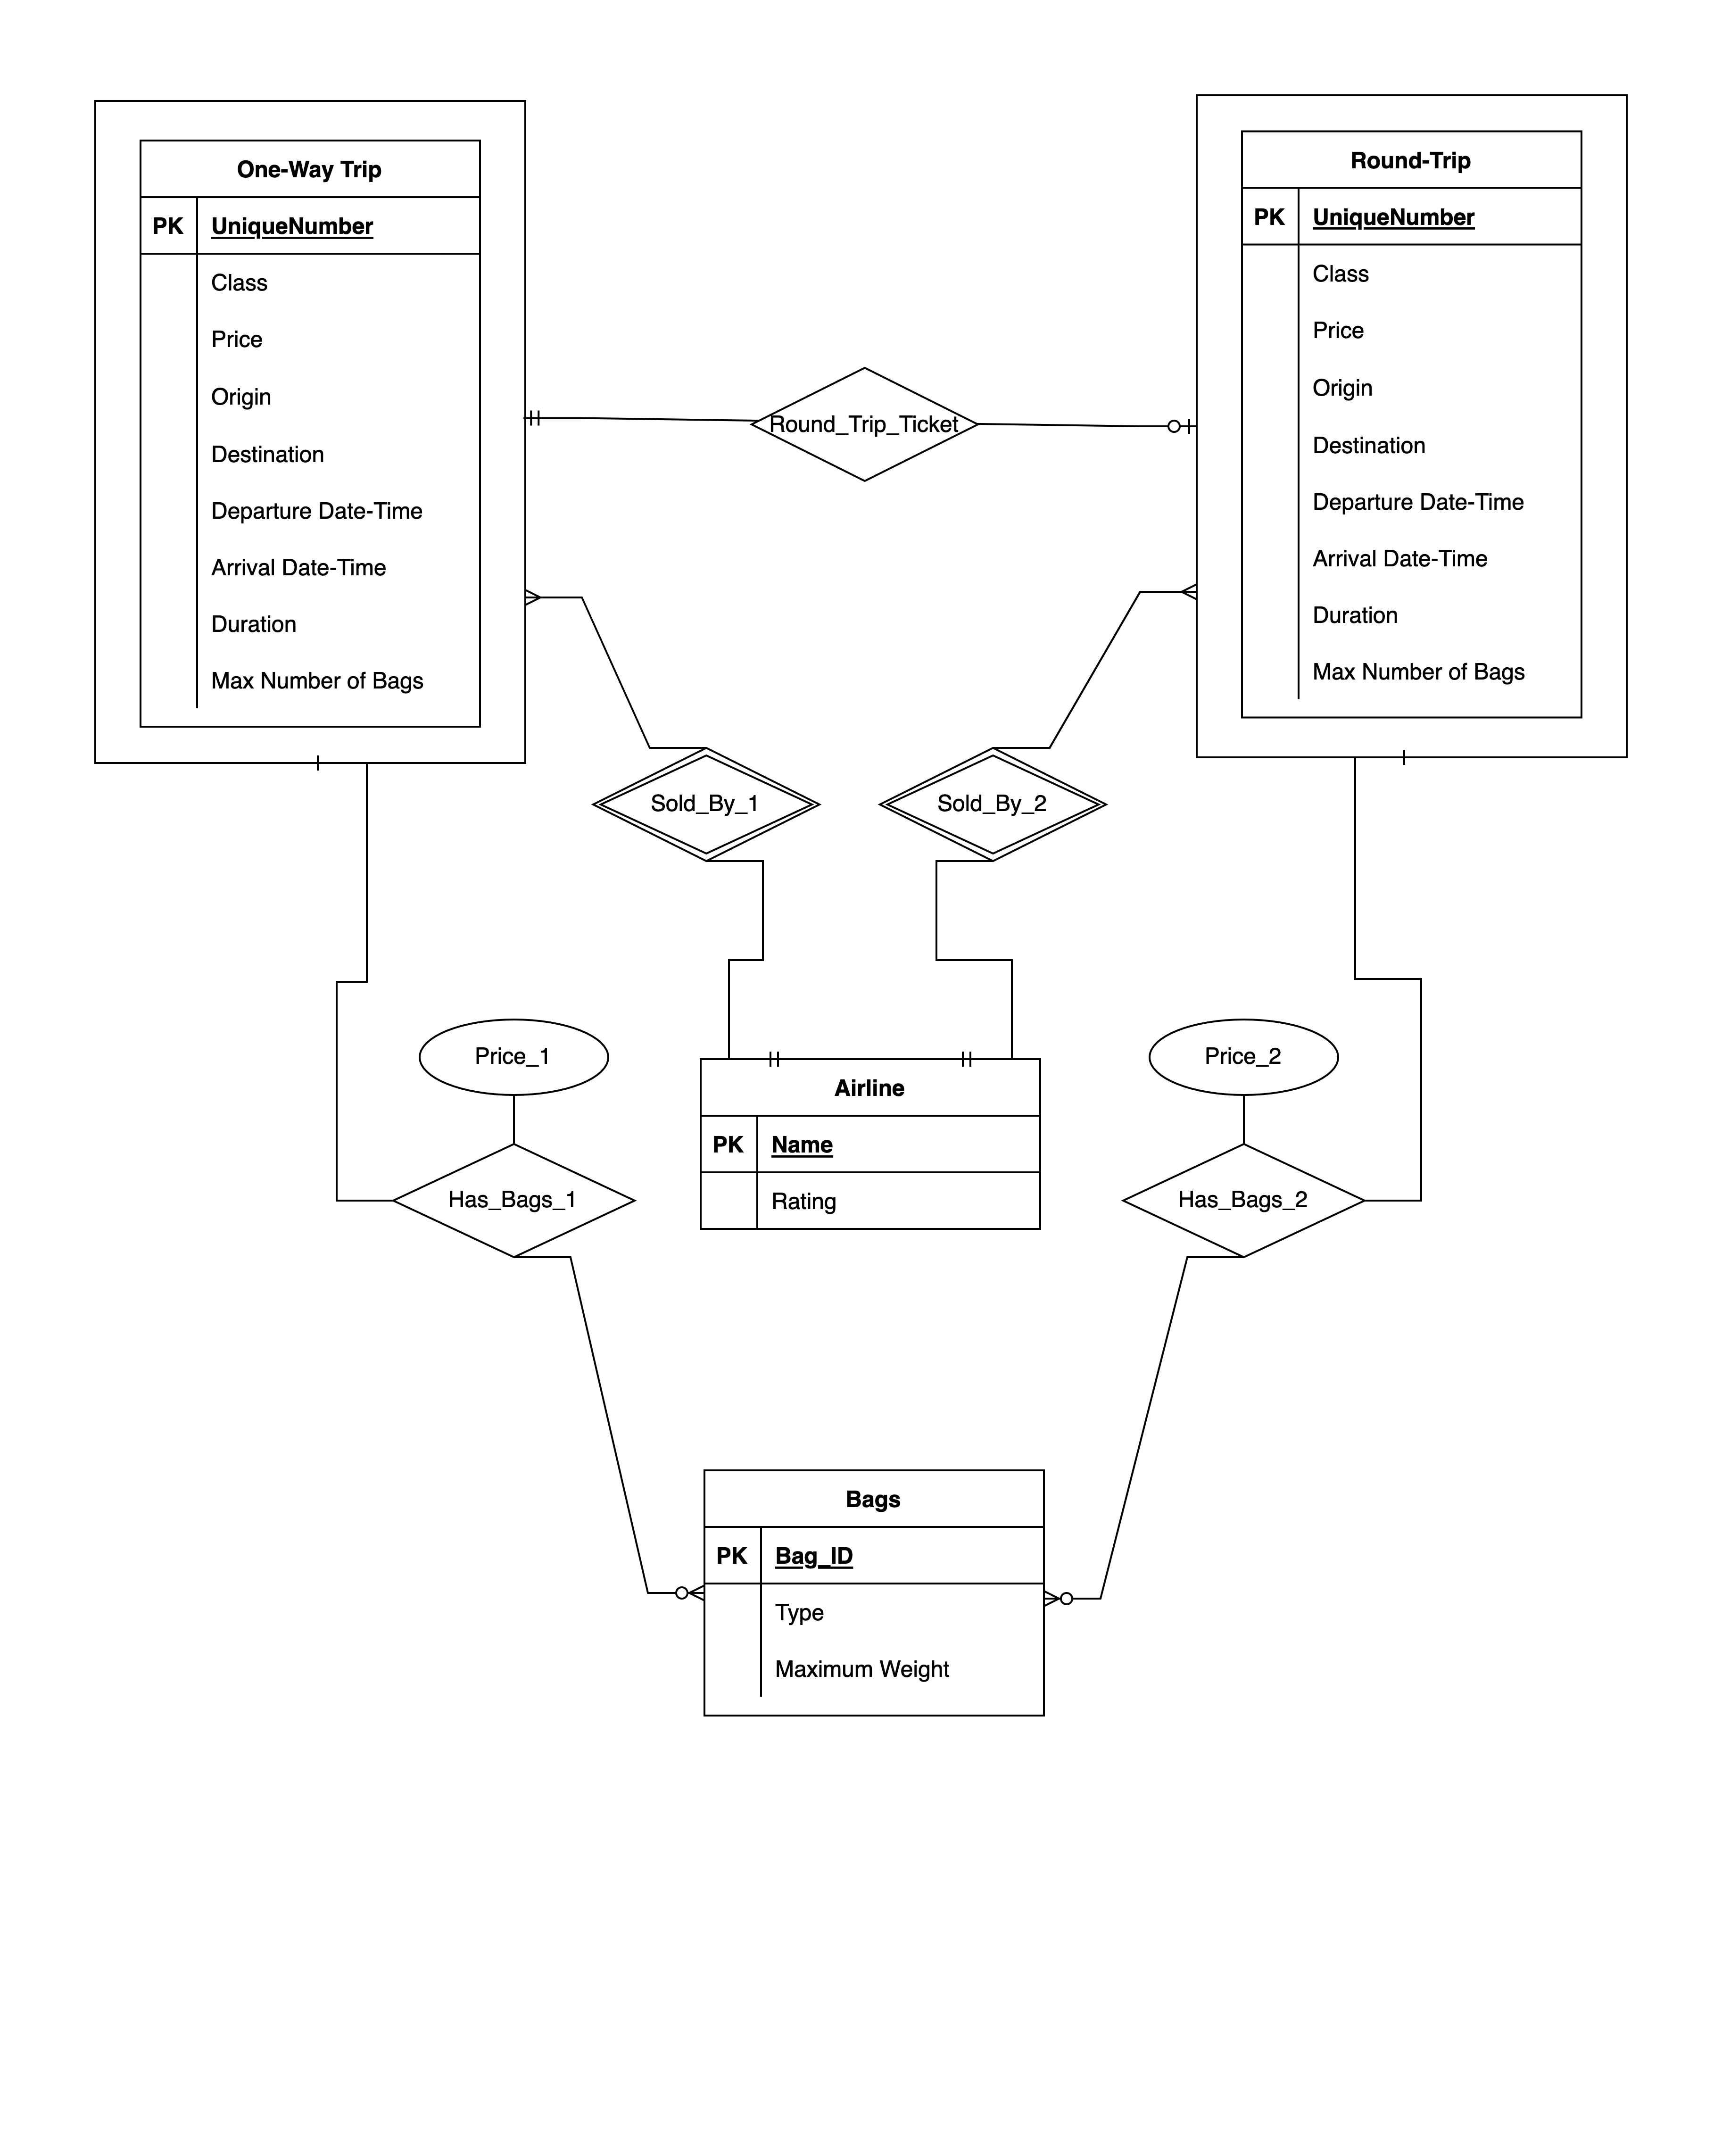 One-Way Trip
PK UniqueNumber
Class
Price
Origin
Destination
Departure Date-Time
Arrival Date-Time
Duration
Max Number of Bags
Round_Trip_Ticket
Round-Trip
PK UniqueNumber
Class
Price
Origin
Destination
Departure Date-Time
Arrival Date-Time
Duration
Max Number of Bags
Sold_By_1
Sold_By_2
Price_1
Has_Bags_1
Airline
PK Name
Rating
Price_2
Has_Bags_2
Bags
PK Bag_ID
Type
Maximum Weight